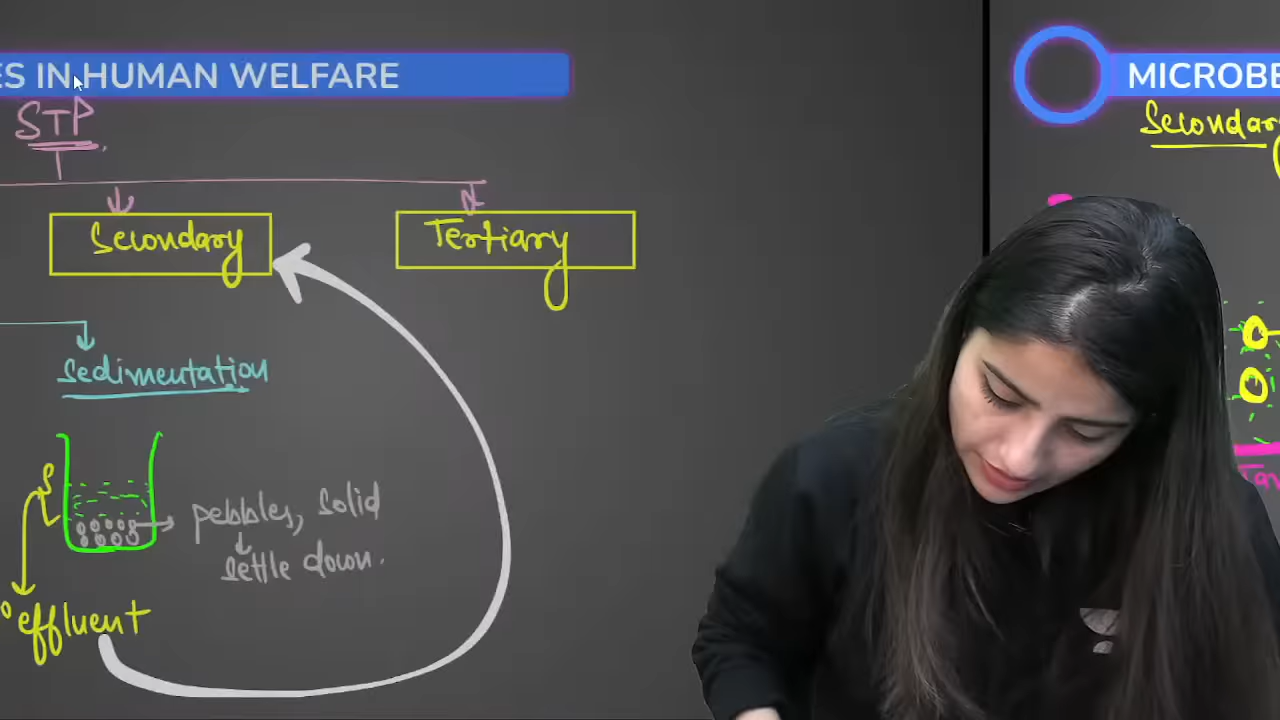 ES IN HUMAN WELFARE
STP
Secondary
Tertiary
Sedimentation
pebbles, solid
settle down.
effluent
MICROBE
Secondary